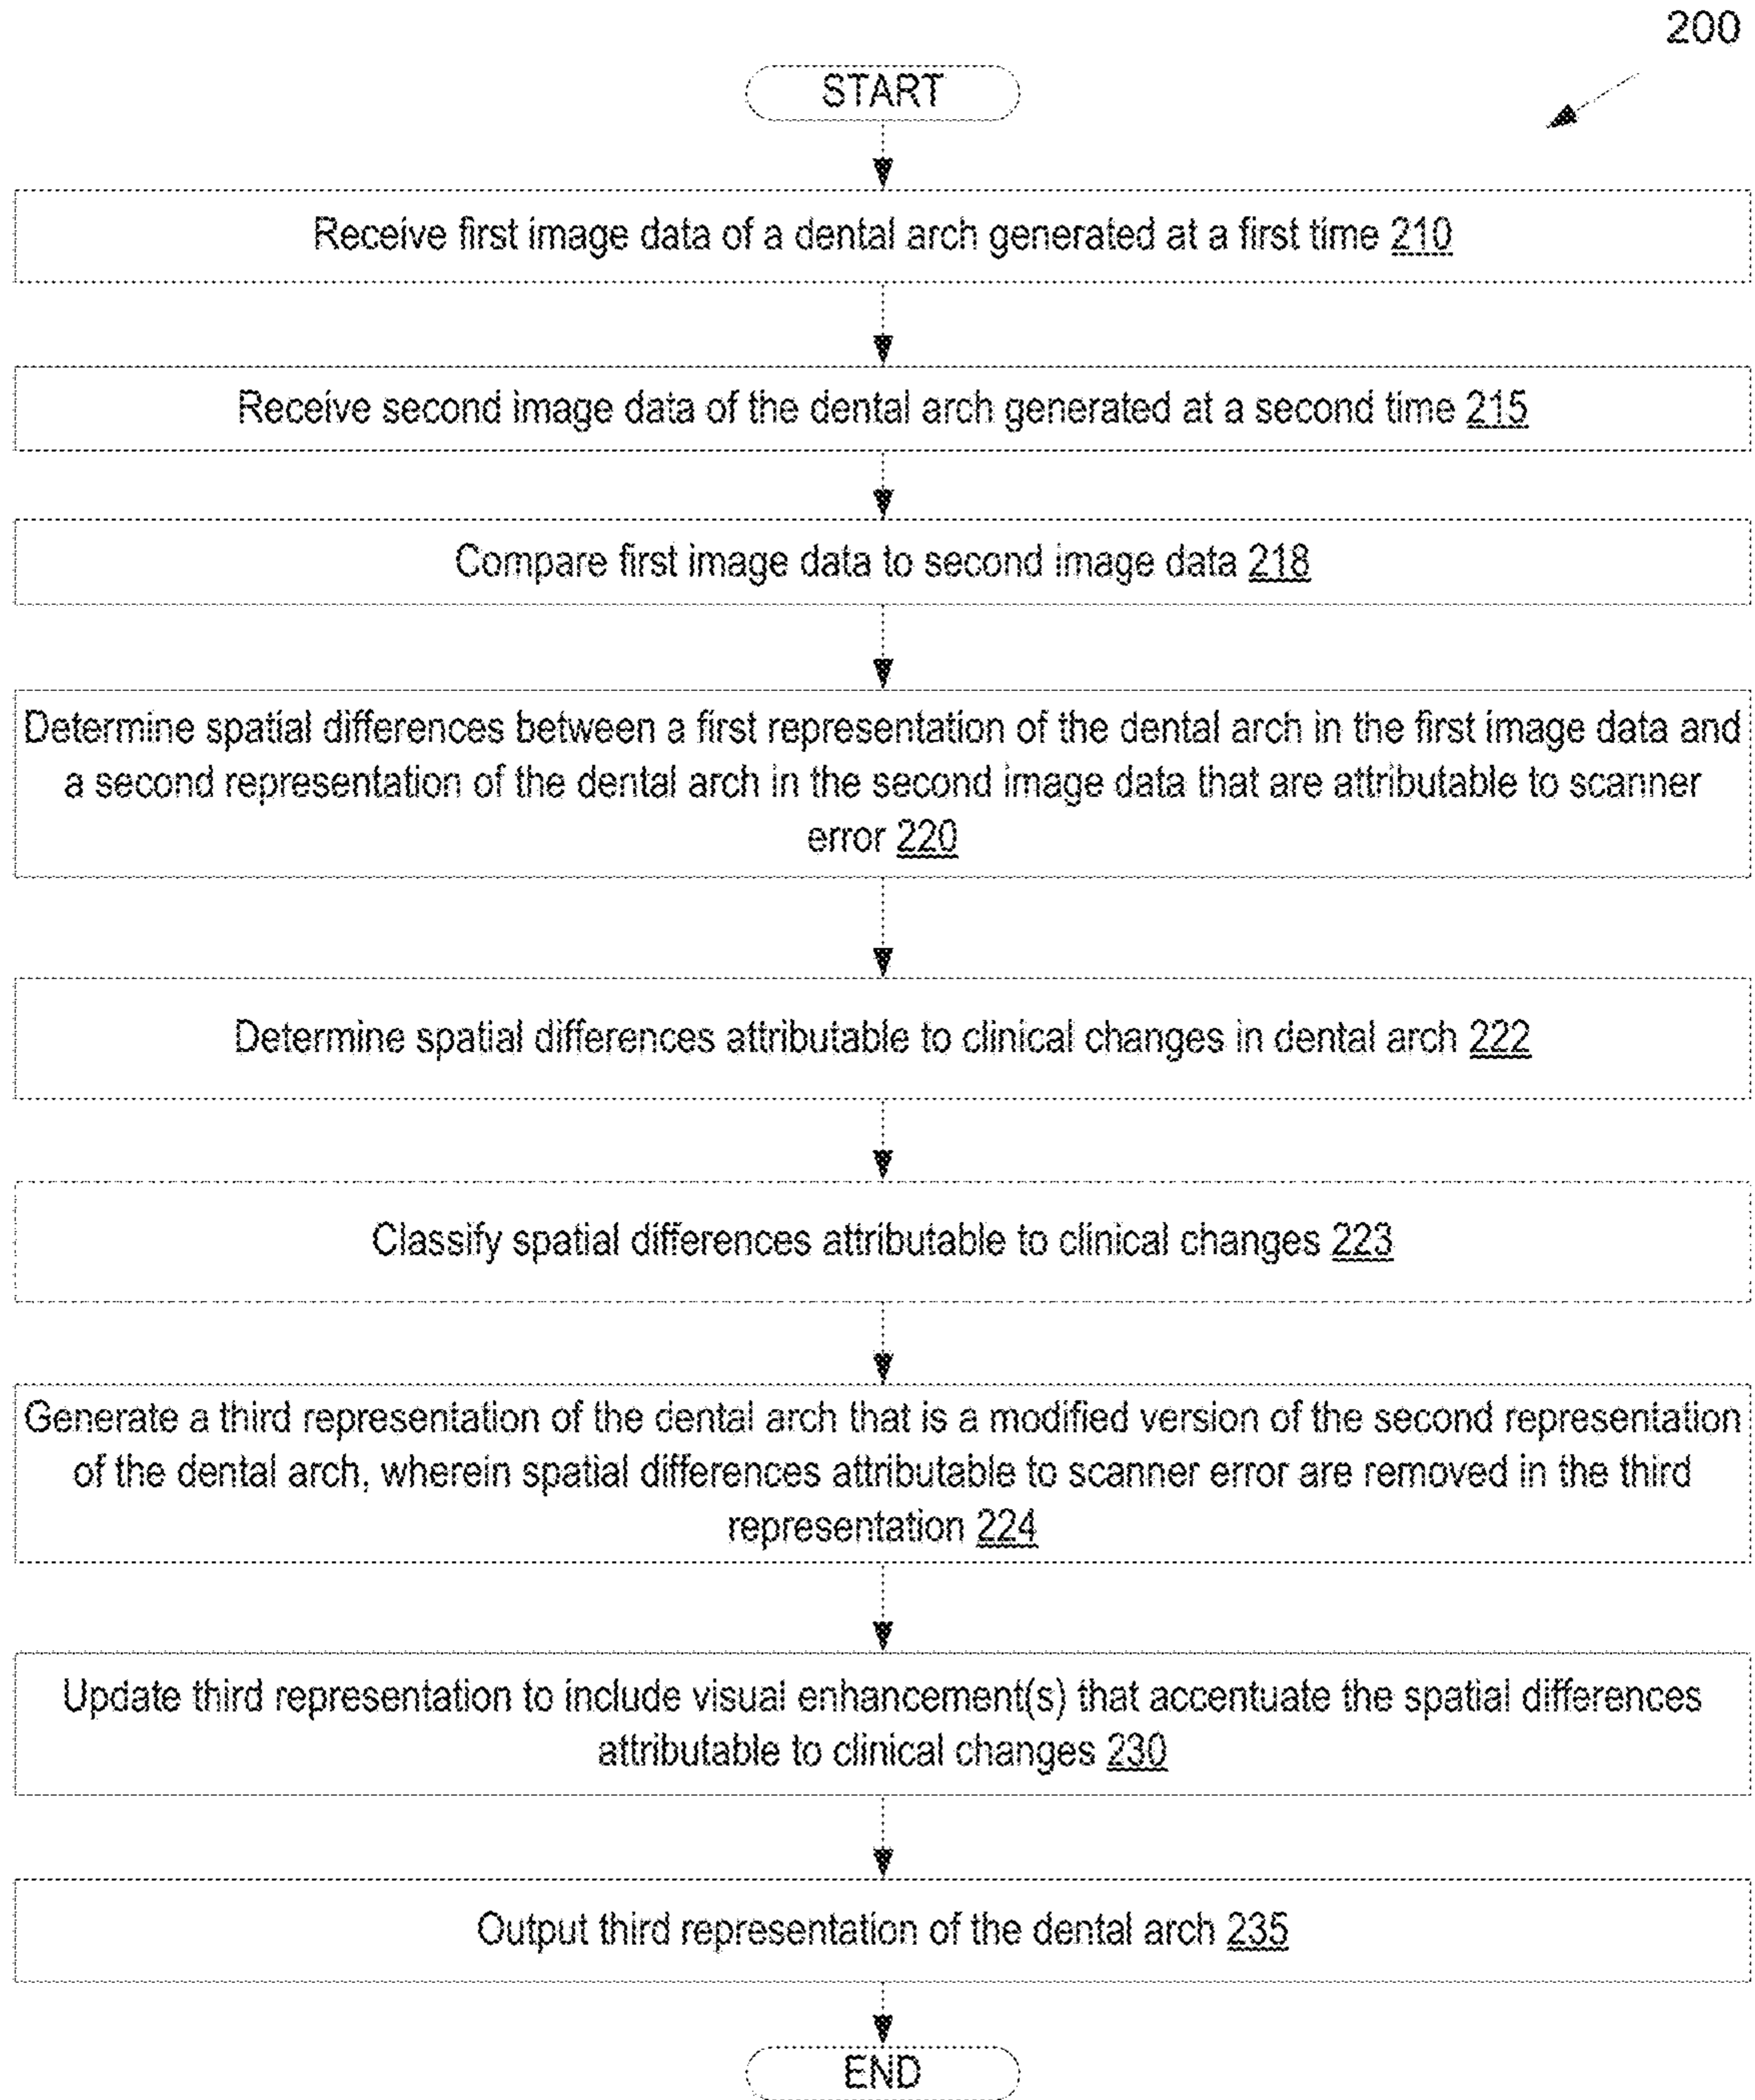 200
START
Receive first image data of a dental arch generated at a first time 210
Receive second image data of the dental arch generated at a second time 215
Compare first image data to second image data 218
Determine spatial differences between a first representation of the dental arch in the first image data and
a second representation of the dental arch in the second image data that are attributable to scanner
error 220
Determine spatial differences attributable to clinical changes in dental arch 222
Classify spatial differences attributable to clinical changes 223
Generate a third representation of the dental arch that is a modified version of the second representation
of the dental arch, wherein spatial differences attributable to scanner error are removed in the third
representation 224
Update third representation to include visual enhancement(s) that accentuate the spatial differences
attributable to clinical changes 230
Output third representation of the dental arch 235
END